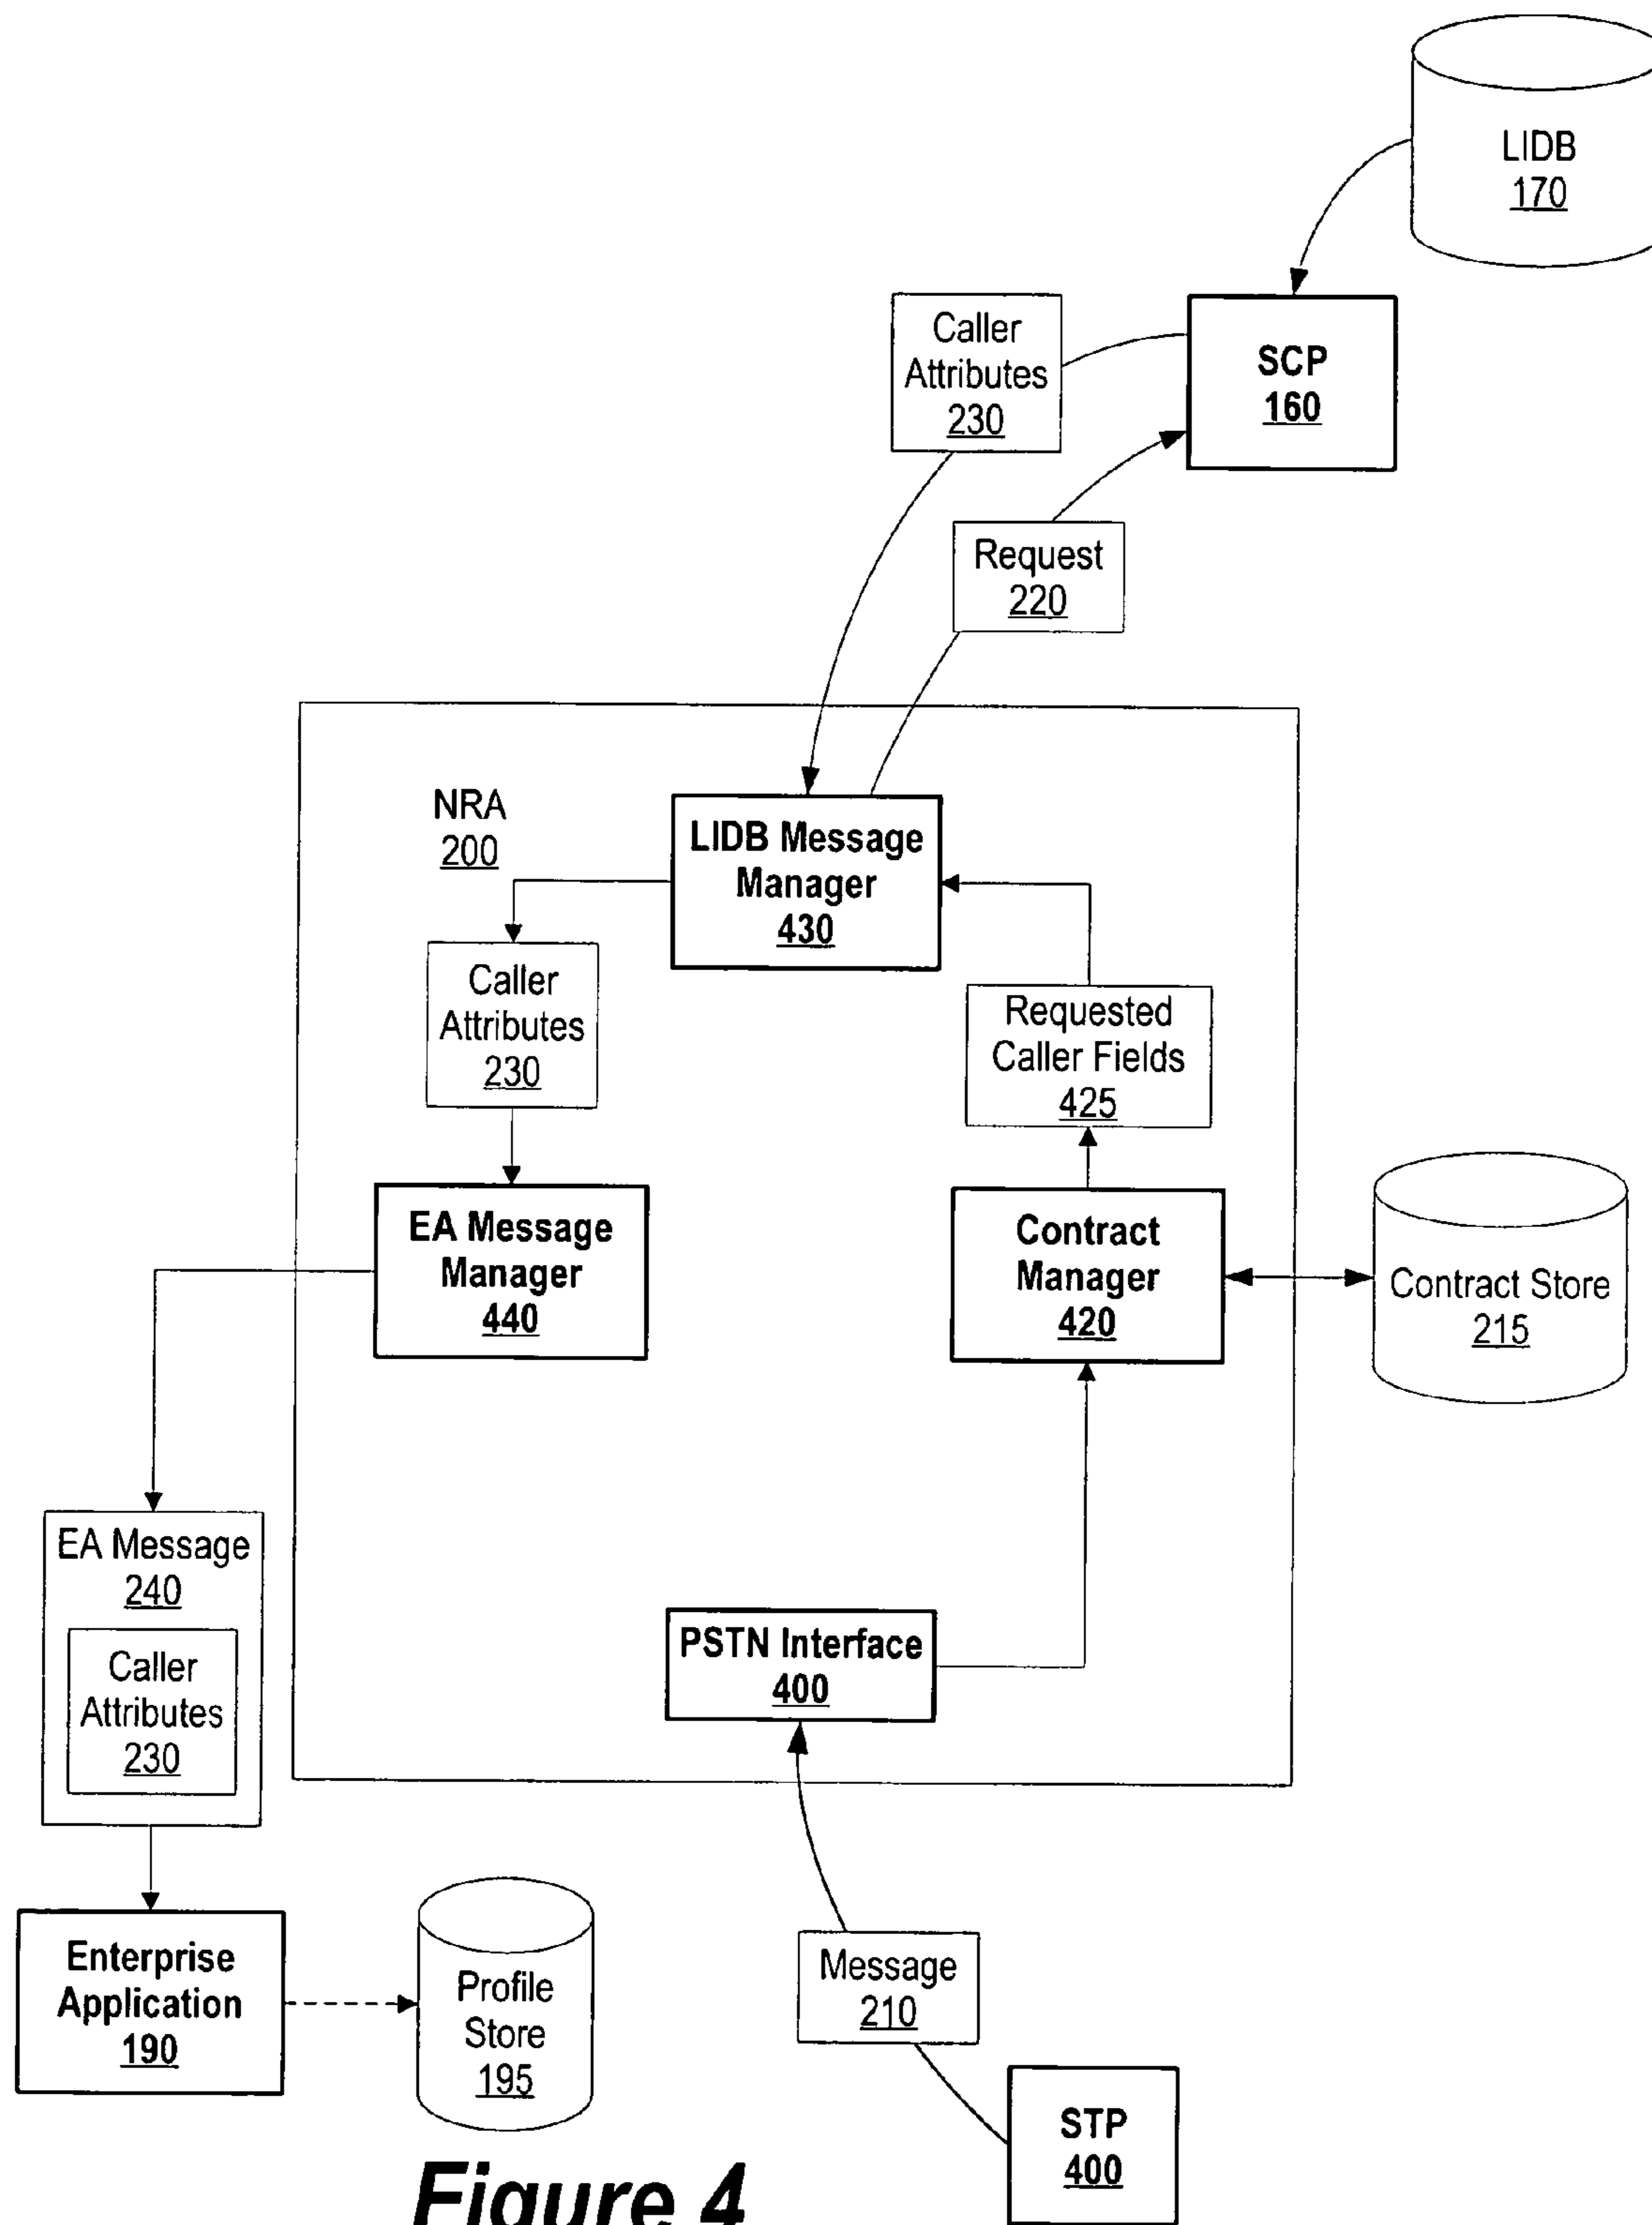 LIDB
170
Caller
Attributes
230
SCP
160
Request
220
NRA
200
LIDB Message
Manager
430
Caller
Attributes
230
Requested
Caller Fields
425
EA Message
Manager
440
Contract
Manager
420
Contract Store
215
EA Message
240
Caller
Attributes
230
PSTN Interface
400
Enterprise
Application
190
Profile
Store
195
Message
210
STP
400
Figure 4